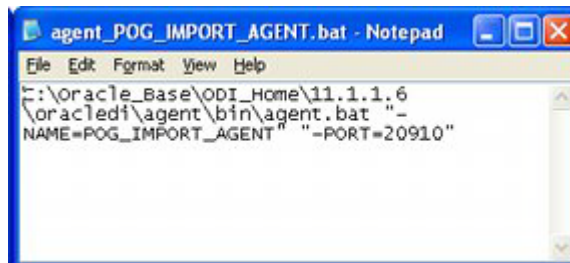 agent_POG_IMPORT_AGENT.bat - Notepad
File Edit Format View Help
C:\Oracle_Base\ODI_Home\11.1.1.6
\oracledi\agent\bin\agent.bat "-
NAME=POG_IMPORT_AGENT" "-PORT=20910"